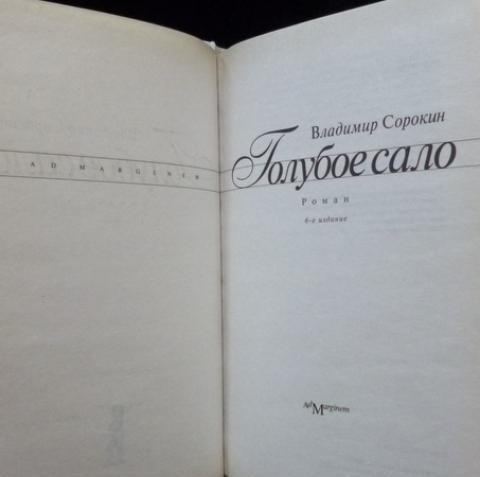 AD MARGINEM
Владимир Сорокин
Голубое сало
Роман
6-е издание
Ad Marginem